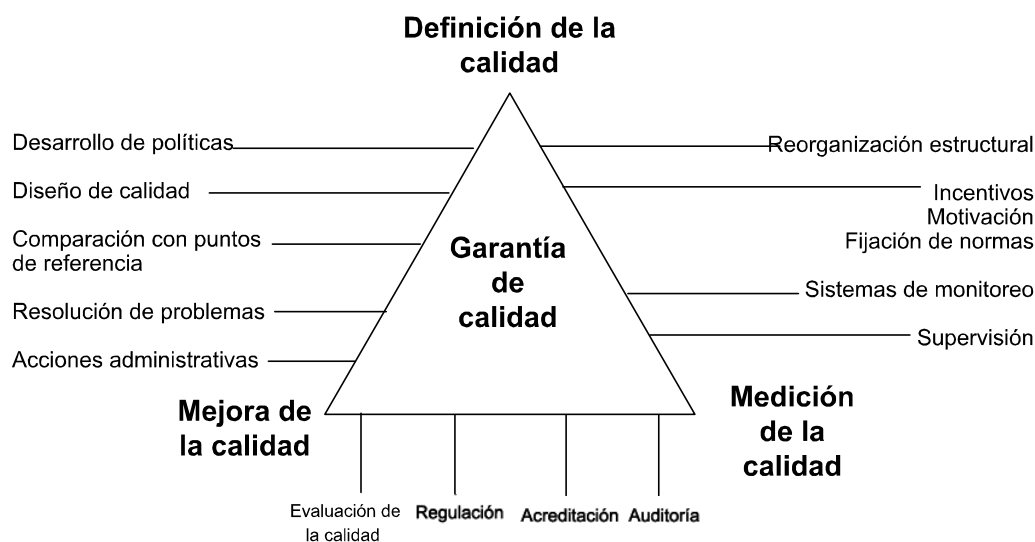 Definición de la
calidad
Desarrollo de políticas
Reorganización estructural
Diseño de calidad
Incentivos
Motivación
Fijación de normas
Comparación con puntos
de referencia
Garantía
de
calidad
Sistemas de monitoreo
Resolución de problemas
Supervisión
Acciones administrativas
Mejora de
la calidad
Medición
de la
calidad
Evaluación de
la calidad
Regulación
Acreditación
Auditoría